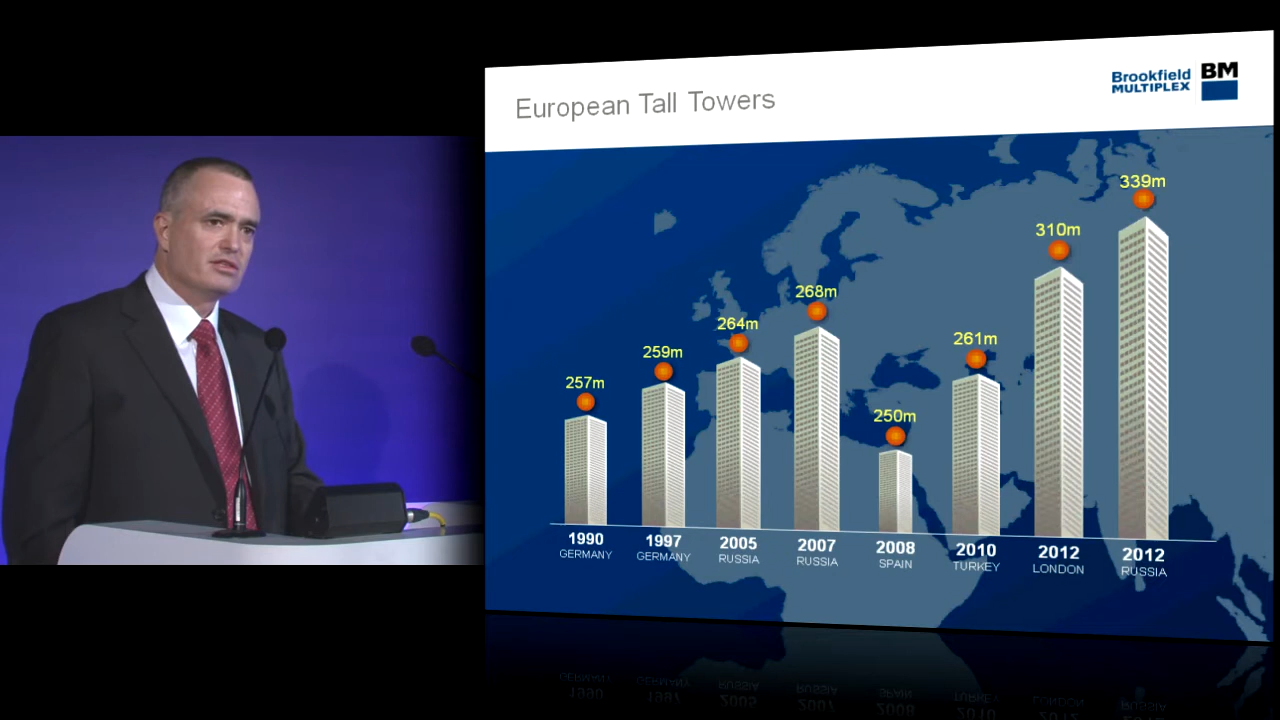 European Tall Towers
Brookfield
MULTIPLEX
BM
257m
259m
264m
268m
250m
261m
310m
339m
1990
GERMANY
1997
GERMANY
2005
RUSSIA
2007
RUSSIA
2008
SPAIN
2010
TURKEY
2012
LONDON
2012
RUSSIA